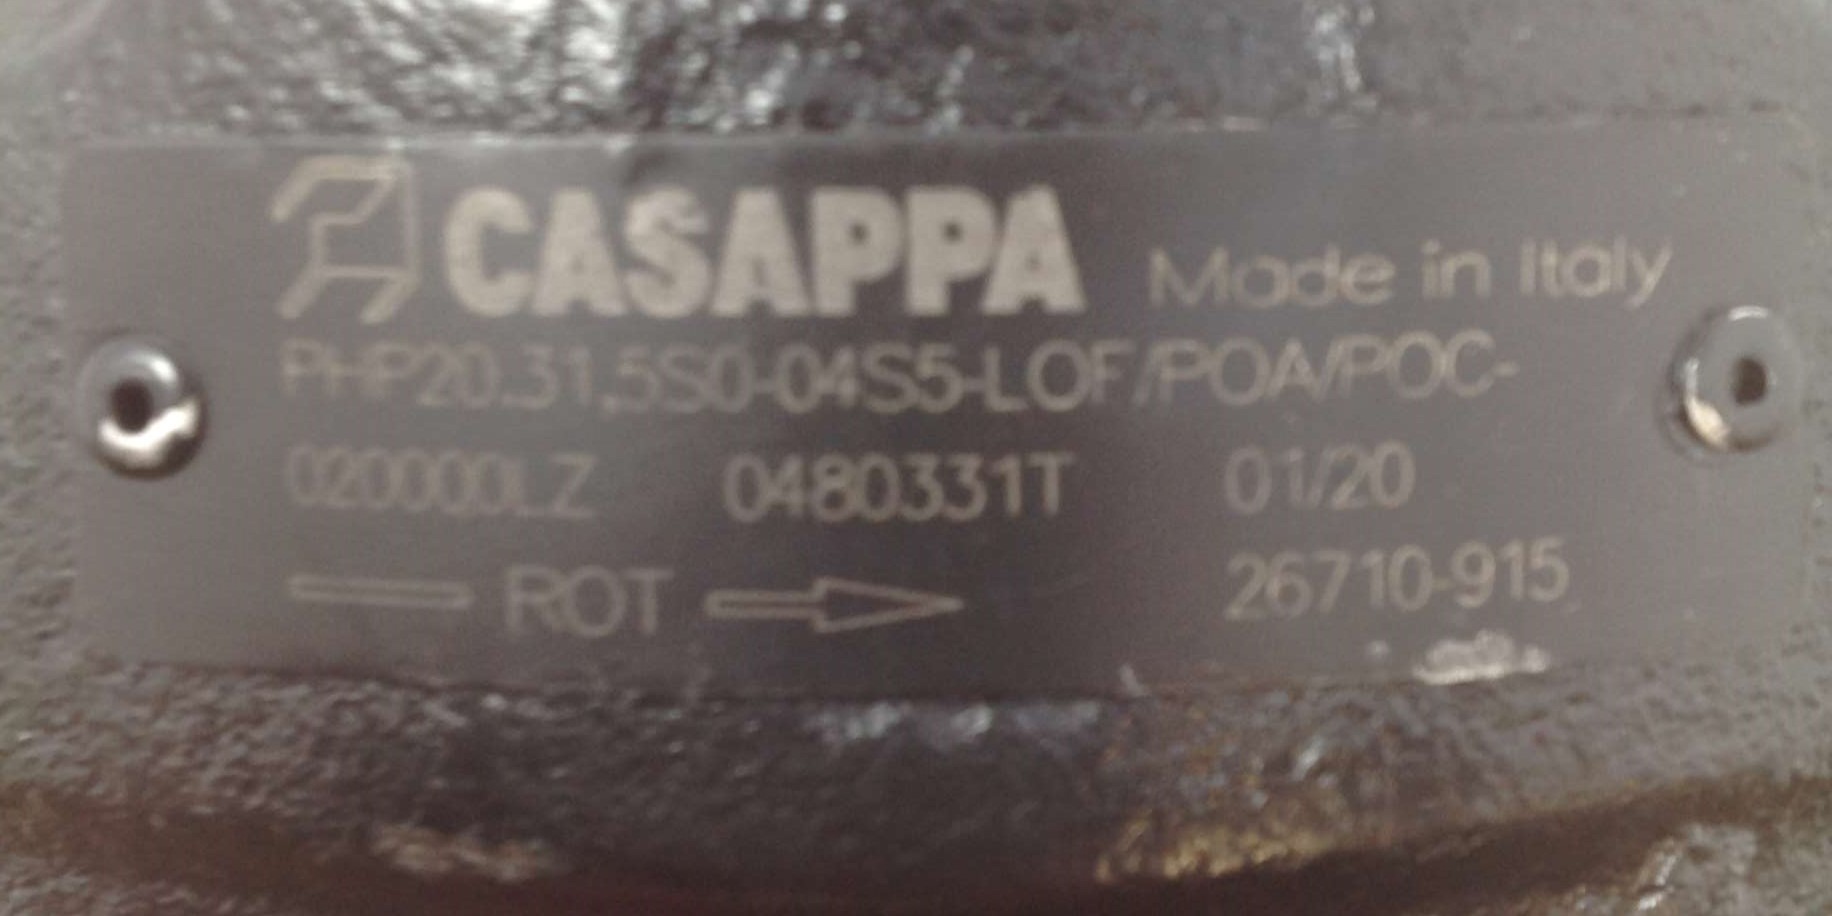 CASAPPA Made in Italy
PHP20.31,5S0-04S5-LOF/POA/POC-
020000LZ 0480331T 01/20
ROT 26710-915